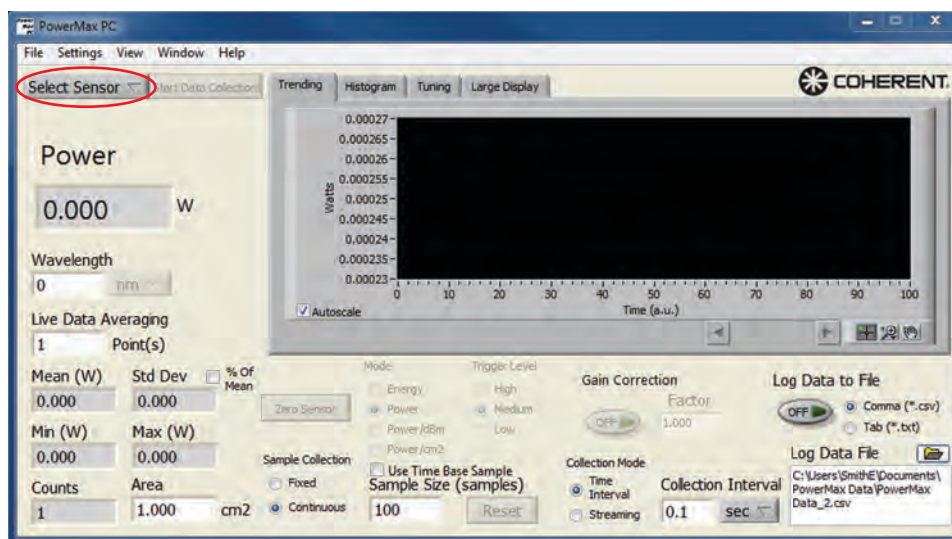 PowerMax PC
File Settings View Window Help
Select Sensor
Start Data Collection
Trending Histogram Tuning Large Display
COHERENT.
Power
0.000 W
Wavelength
0 nm
Live Data Averaging
1 Point(s)
Mean (W) Std Dev % Of Mean
0.000 0.000
Min (W) Max (W)
0.000 0.000
Counts Area
1 1.000 cm2
Watts
0.00027
0.000265
0.00026
0.000255
0.00025
0.000245
0.00024
0.000235
0.00023
0 10 20 30 40 50 60 70 80 90 100
Time (a.u.)
Autoscale
Zero Sensor
Mode
Energy
Power
Power/dBm
Power/cm2
Trigger Level
High
Medium
Low
Sample Collection
Fixed
Continuous
Use Time Base Sample
Sample Size (samples)
100 Reset
Gain Correction
OFF
Factor
1.000
Collection Mode
Time Interval
Streaming
Collection Interval
0.1 sec
Log Data to File
OFF
Comma (*.csv)
Tab (*.txt)
Log Data File
C:\Users\SmithE\Documents\
PowerMax Data\PowerMax
Data_2.csv